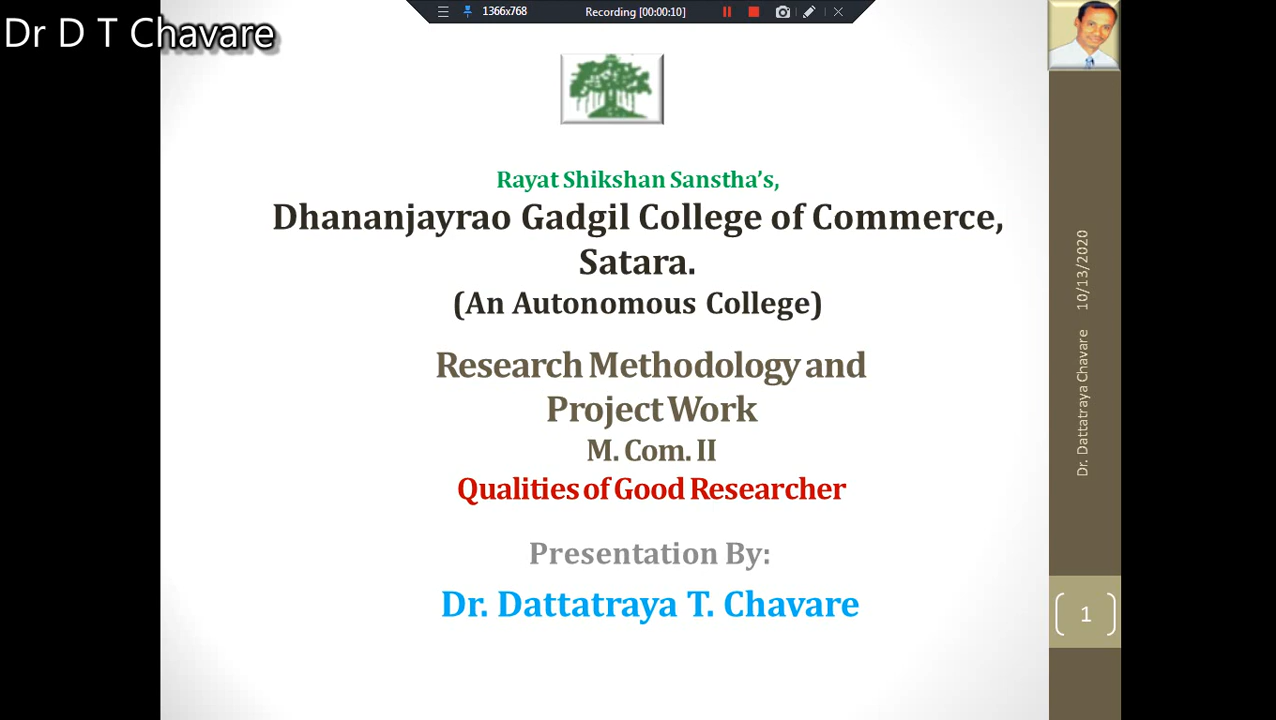 Dr D T Chavare
1366x768
Recording [00:00:10]
Rayat Shikshan Sanstha’s,
Dhananjayrao Gadgil College of Commerce,
Satara.
(An Autonomous College)
Research Methodology and
Project Work
M. Com. II
Qualities of Good Researcher
Presentation By:
Dr. Dattatraya T. Chavare
10/13/2020
Dr. Dattatraya Chavare
1